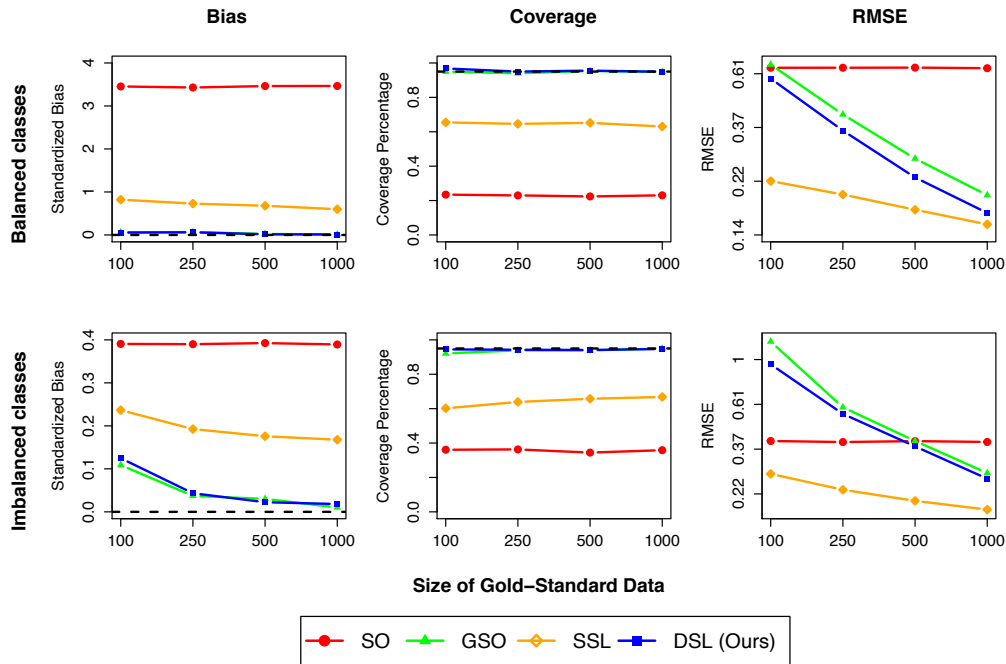 Bias
Coverage
RMSE
Balanced classes
Standardized Bias
0 1 2 3 4
100 250 500 1000
Coverage Percentage
0.0 0.4 0.8
100 250 500 1000
RMSE
0.14 0.22 0.37 0.61
100 250 500 1000
Imbalanced classes
Standardized Bias
0.0 0.1 0.2 0.3 0.4
100 250 500 1000
Coverage Percentage
0.0 0.4 0.8
100 250 500 1000
RMSE
0.22 0.37 0.61 1
100 250 500 1000
Size of Gold–Standard Data
SO GSO SSL DSL (Ours)